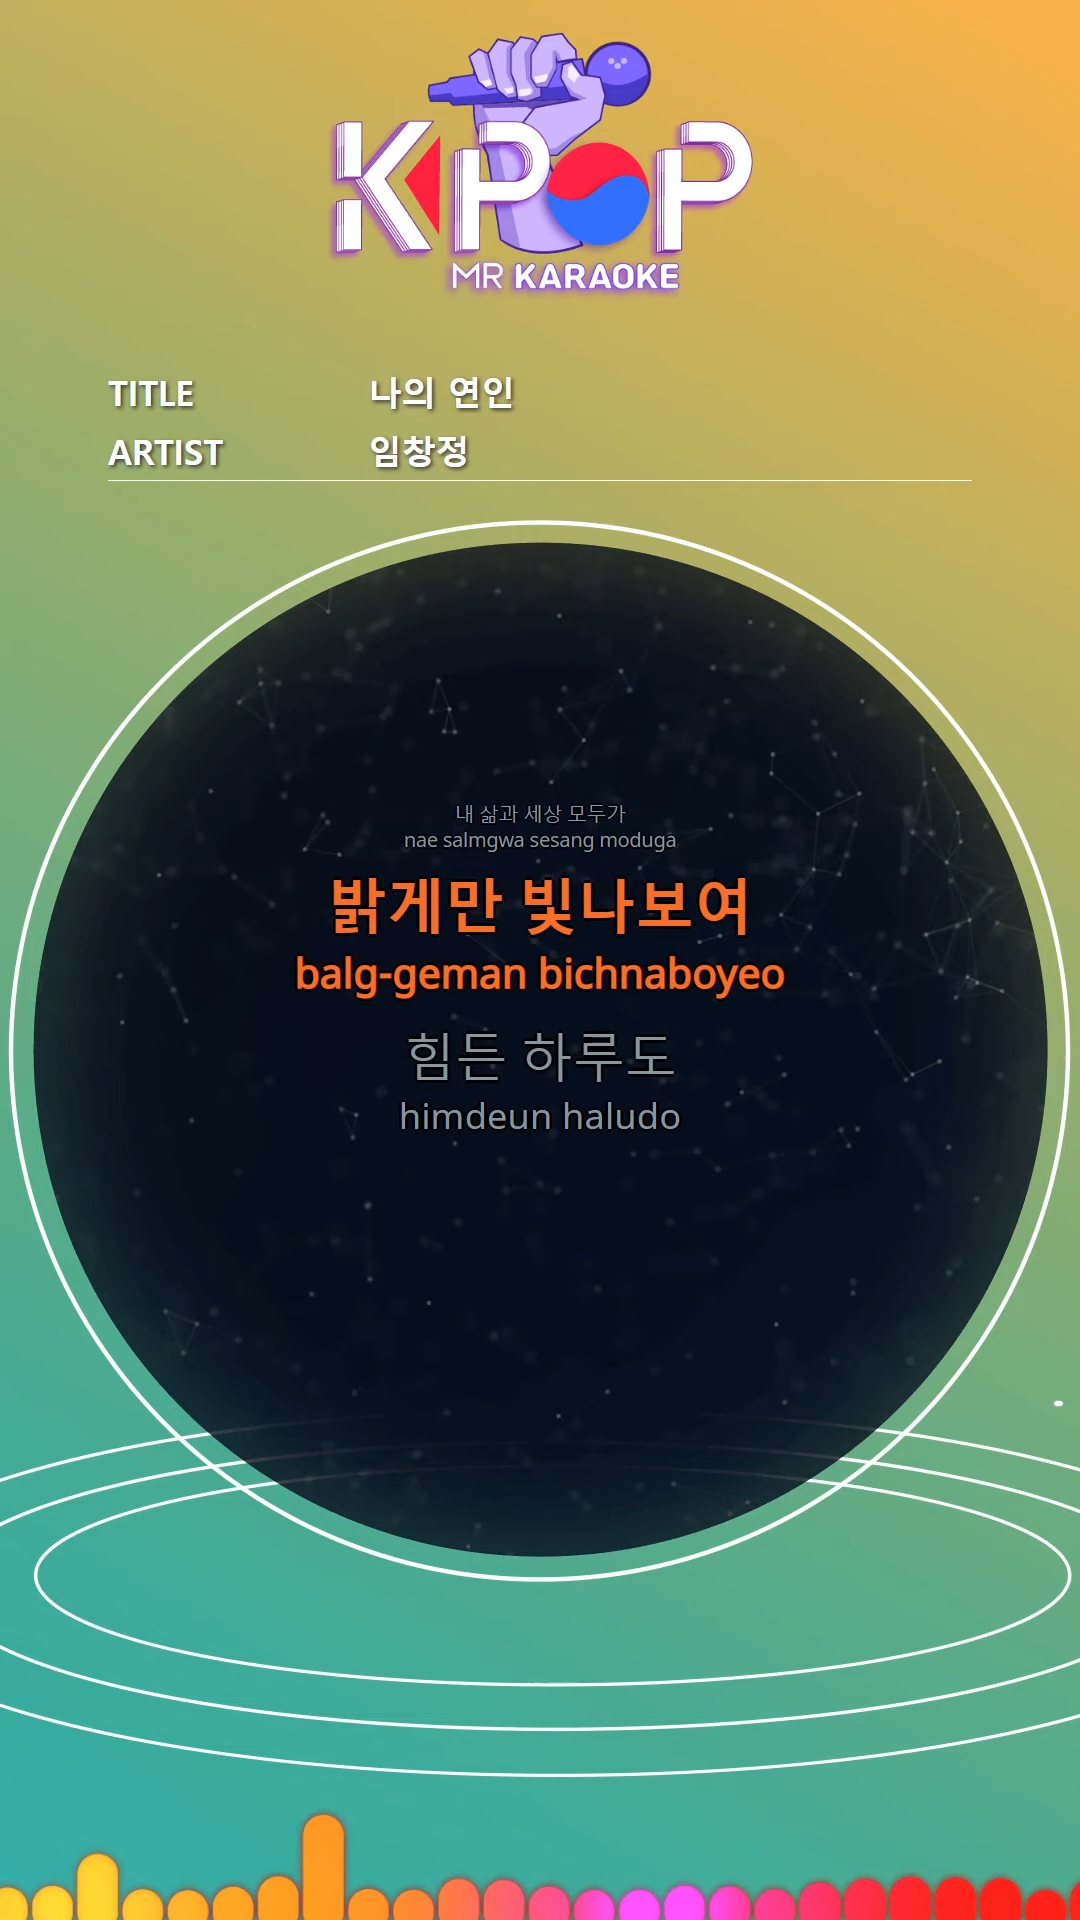 KPOP
MR KARAOKE
TITLE 나의 연인
ARTIST 임창정
내 삶과 세상 모두가
nae salmgwa sesang moduga
밝게만 빛나보여
balg-geman bichnaboyeo
힘든 하루도
himdeun haludo